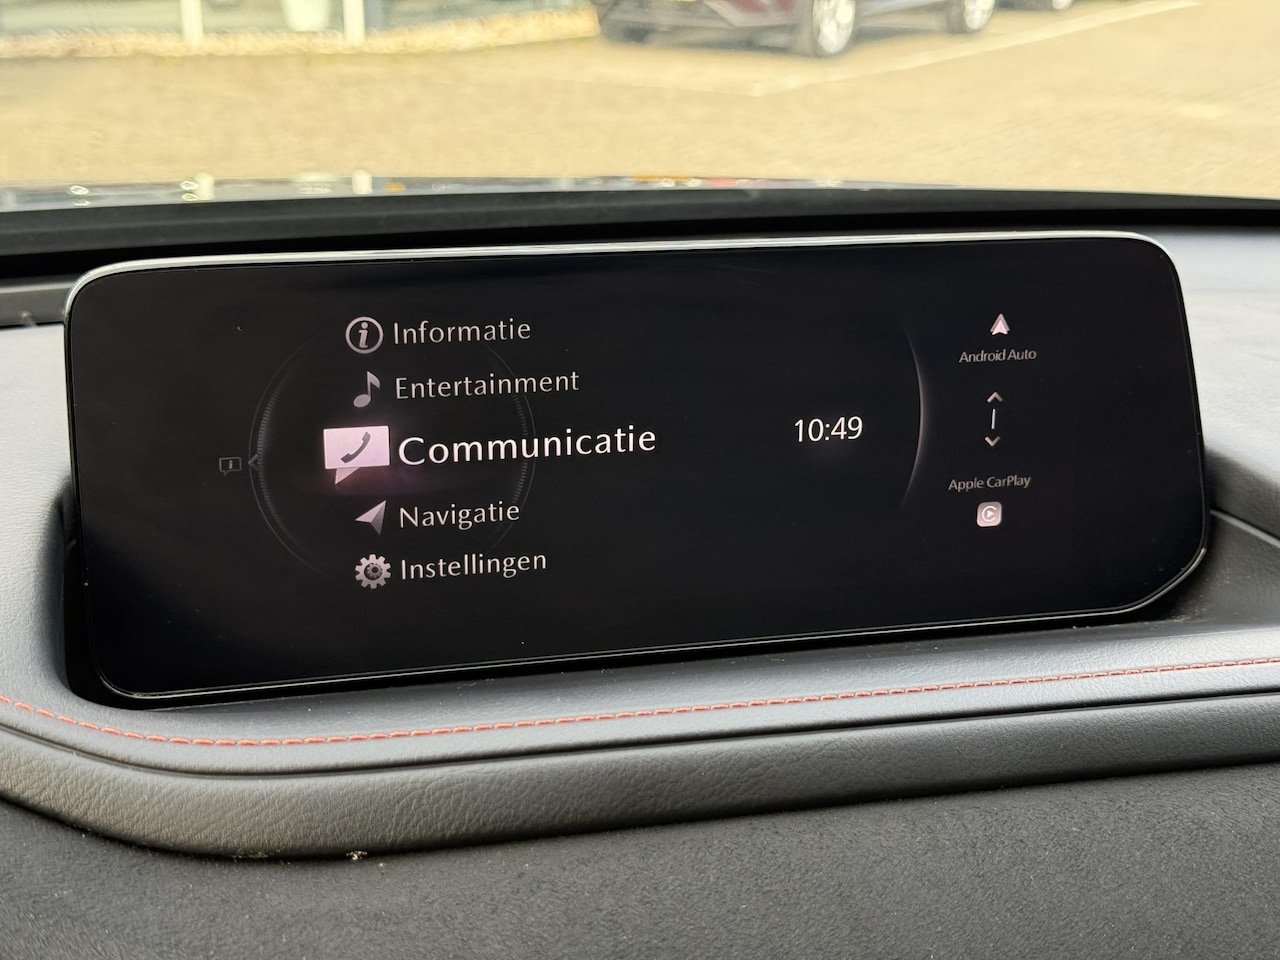 Informatie
Entertainment
Communicatie
Navigatie
Instellingen
10:49
Android Auto
Apple CarPlay